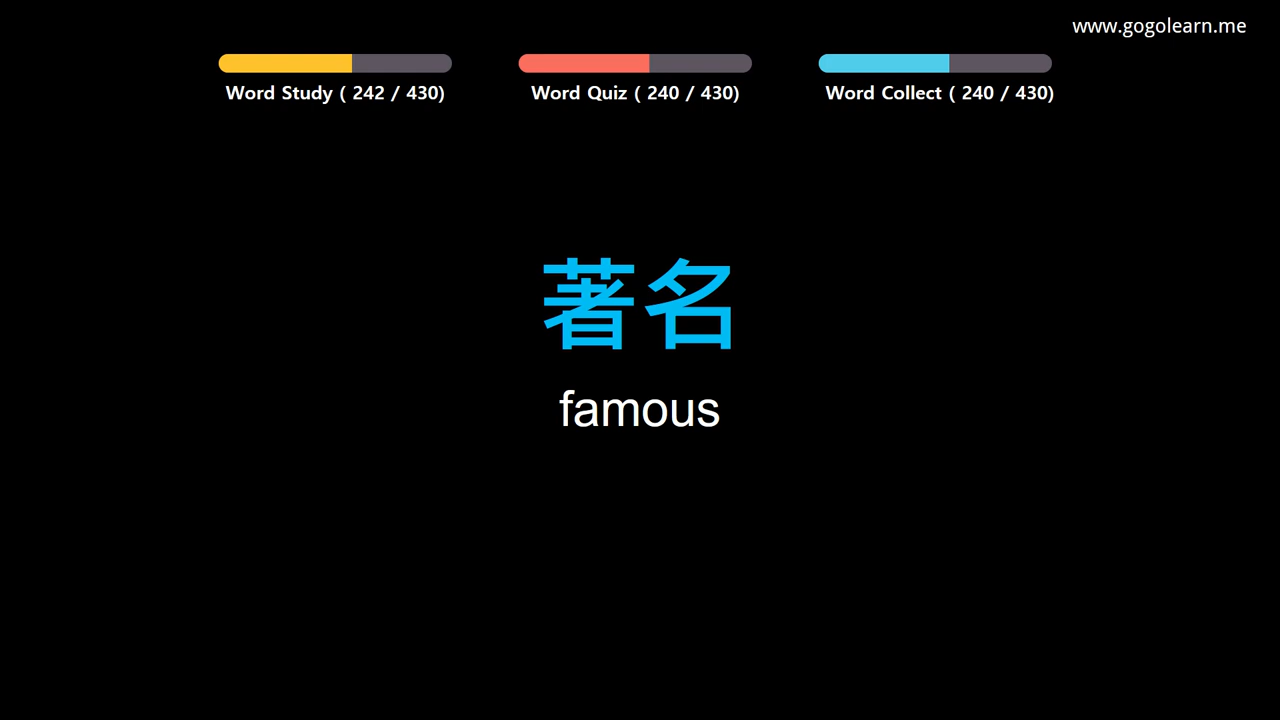 www.gogolearn.me
Word Study ( 242 / 430)
Word Quiz ( 240 / 430)
Word Collect ( 240 / 430)
著名
famous